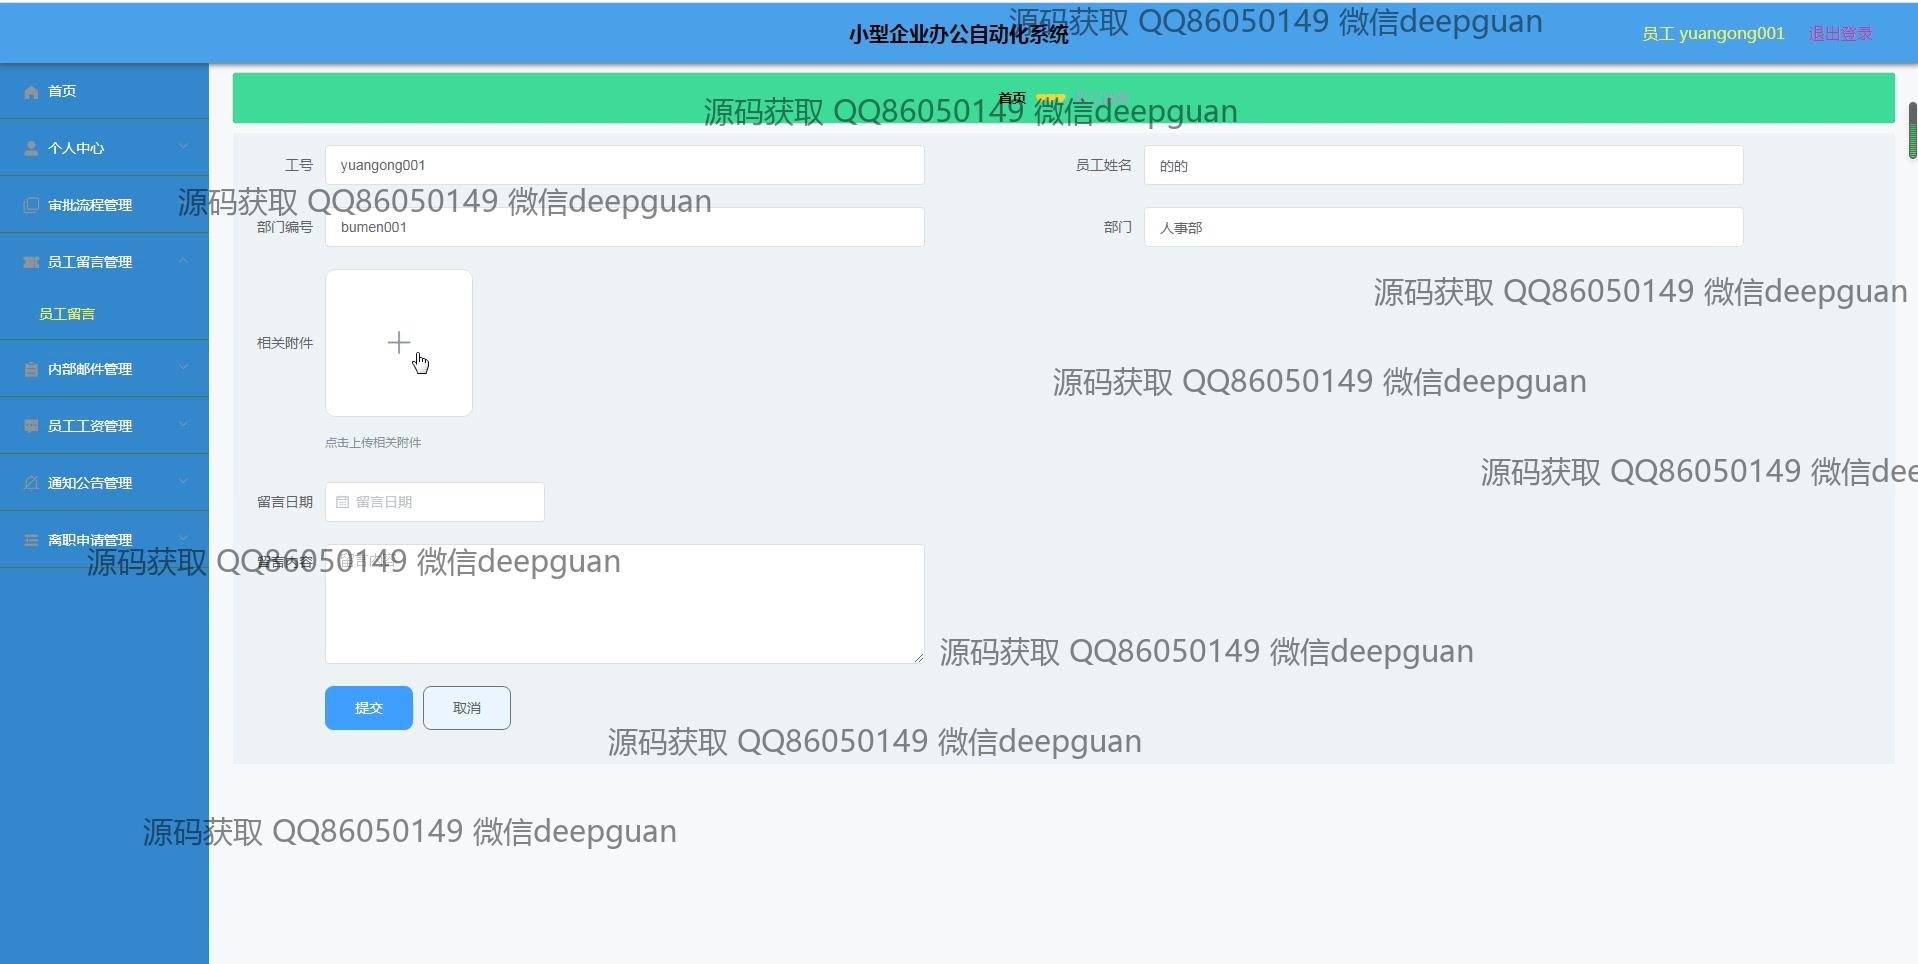 源码获取 QQ86050149 微信deepguan
小型企业办公自动化系统
员工 yuangong001 退出登录
首页
个人中心
审批流程管理
员工留言管理
员工留言
内部邮件管理
员工工资管理
通知公告管理
离职申请管理
首页
源码获取 QQ86050149 微信deepguan
工号 yuangong001
员工姓名 的的
源码获取 QQ86050149 微信deepguan
部门编号 bumen001
部门 人事部
源码获取 QQ86050149 微信deepguan
相关附件
源码获取 QQ86050149 微信deepguan
点击上传相关附件
源码获取 QQ86050149 微信dee
留言日期 留言日期
留言内容 留言内容
源码获取 QQ86050149 微信deepguan
源码获取 QQ86050149 微信deepguan
提交 取消
源码获取 QQ86050149 微信deepguan
源码获取 QQ86050149 微信deepguan